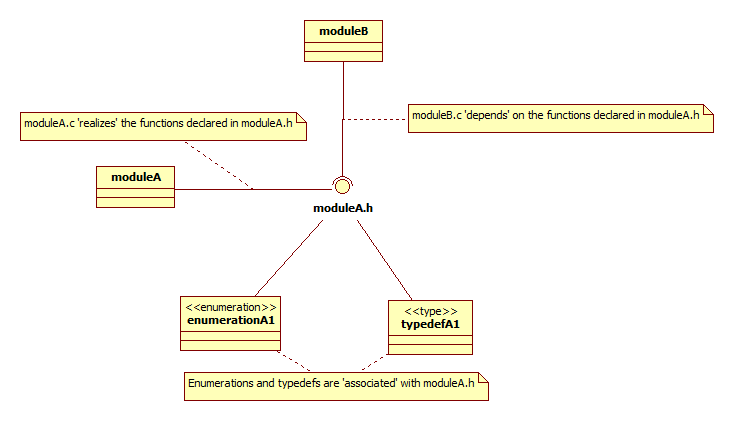 moduleB
moduleA.c 'realizes' the functions declared in moduleA.h
moduleB.c 'depends' on the functions declared in moduleA.h
moduleA
moduleA.h
<<enumeration>>
enumerationA1
<<type>>
typedefA1
Enumerations and typedefs are 'associated' with moduleA.h